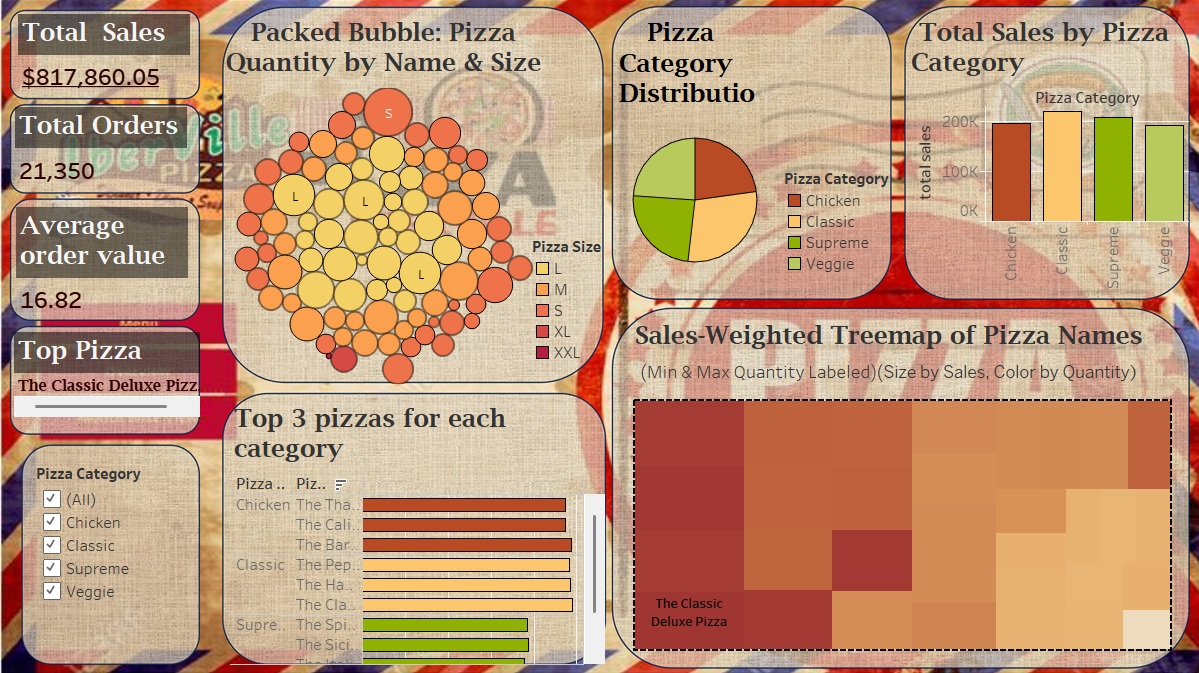 Total Sales
$817,860.05
Total Orders
21,350
Average
order value
16.82
Top Pizza
The Classic Deluxe Pizz
Pizza Category
(All)
Chicken
Classic
Supreme
Veggie
Packed Bubble: Pizza
Quantity by Name & Size
S
L
L
L
Pizza Size
L
M
S
XL
XXL
Top 3 pizzas for each
category
Pizza .. Piz..
Chicken The Tha..
The Cali..
The Bar..
Classic The Pep..
The Ha..
The Cla..
Supre.. The Spi..
The Sici..
Pizza
Category
Distributio
Pizza Category
Chicken
Classic
Supreme
Veggie
Total Sales by Pizza
Category
Pizza Category
total sales
200K
100K
0K
Chicken
Classic
Supreme
Veggie
Sales-Weighted Treemap of Pizza Names
(Min & Max Quantity Labeled)(Size by Sales, Color by Quantity)
The Classic
Deluxe Pizza